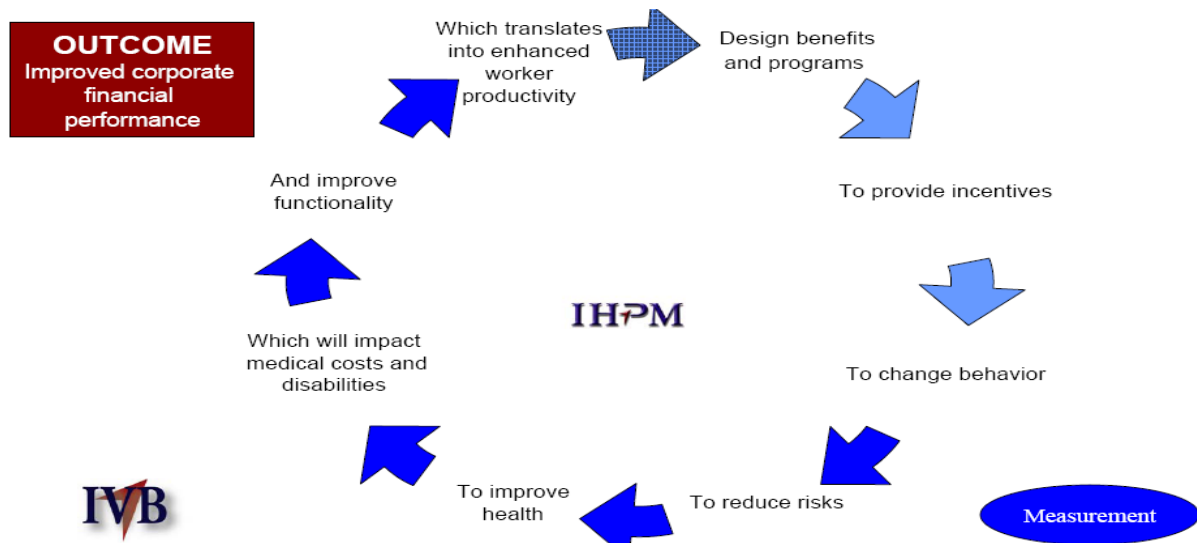 OUTCOME
Improved corporate
financial
performance
Which translates
into enhanced
worker
productivity
Design benefits
and programs
To provide incentives
To change behavior
To reduce risks
To improve
health
Which will impact
medical costs and
disabilities
And improve
functionality
IHPM
IVB
Measurement